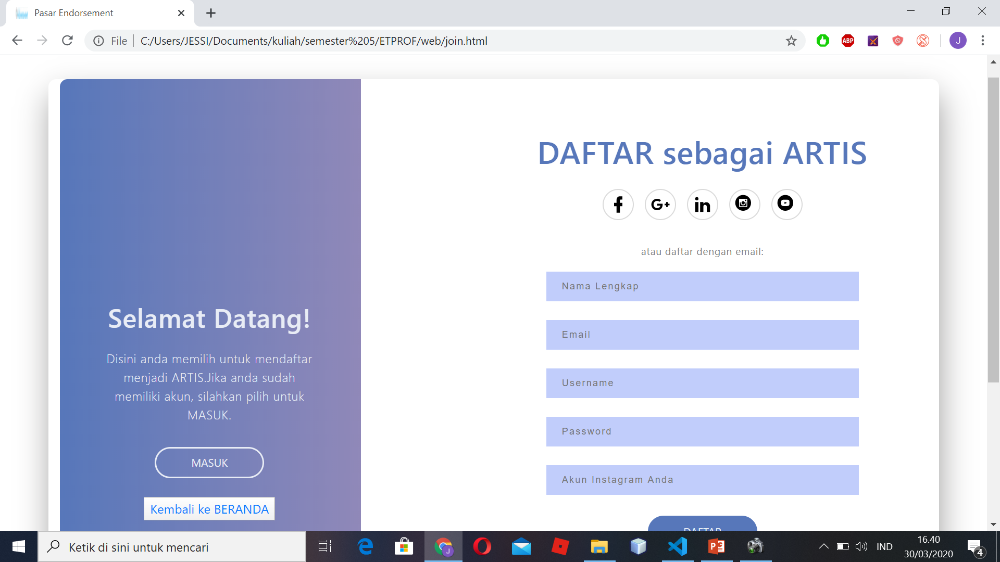 Pasar Endorsement
File
C:/Users/JESSI/Documents/kuliah/semester%205/ETPROF/web/join.html
ABP
J
DAFTAR sebagai ARTIS
f
G+
in
atau daftar dengan email:
Nama Lengkap
Email
Username
Password
Akun Instagram Anda
DAFTAR
Selamat Datang!
Disini anda memilih untuk mendaftar
menjadi ARTIS.Jika anda sudah
memiliki akun, silahkan pilih untuk
MASUK.
MASUK
Kembali ke BERANDA
Ketik di sini untuk mencari
J
IND
16.40
30/03/2020
4